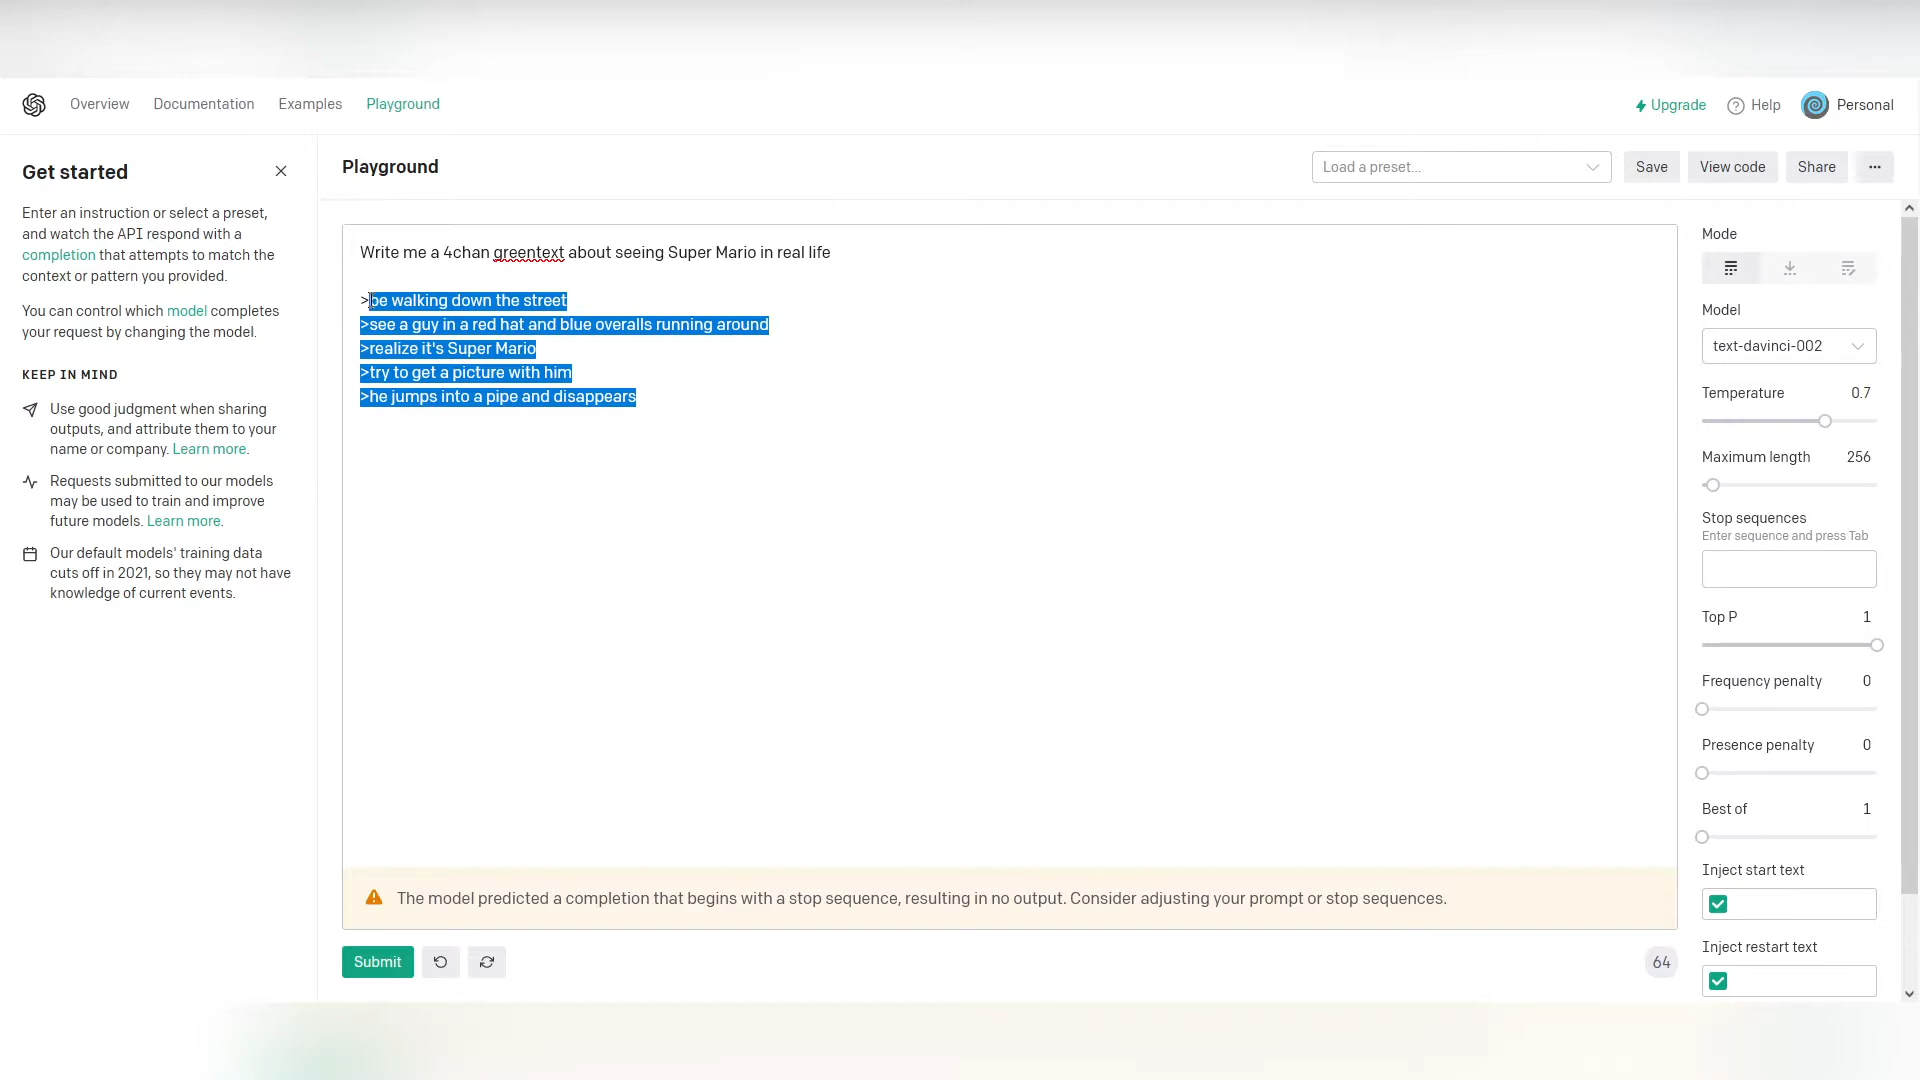 Overview Documentation Examples Playground
Upgrade Help Personal
Get started
Enter an instruction or select a preset,
and watch the API respond with a
completion that attempts to match the
context or pattern you provided.
You can control which model completes
your request by changing the model.
KEEP IN MIND
Use good judgment when sharing
outputs, and attribute them to your
name or company. Learn more.
Requests submitted to our models
may be used to train and improve
future models. Learn more.
Our default models' training data
cuts off in 2021, so they may not have
knowledge of current events.
Playground
Load a preset... Save View code Share ...
Write me a 4chan greentext about seeing Super Mario in real life
>be walking down the street
>see a guy in a red hat and blue overalls running around
>realize it's Super Mario
>try to get a picture with him
>he jumps into a pipe and disappears
The model predicted a completion that begins with a stop sequence, resulting in no output. Consider adjusting your prompt or stop sequences.
Submit
64
Mode
Model
text-davinci-002
Temperature 0.7
Maximum length 256
Stop sequences
Enter sequence and press Tab
Top P 1
Frequency penalty 0
Presence penalty 0
Best of 1
Inject start text
Inject restart text